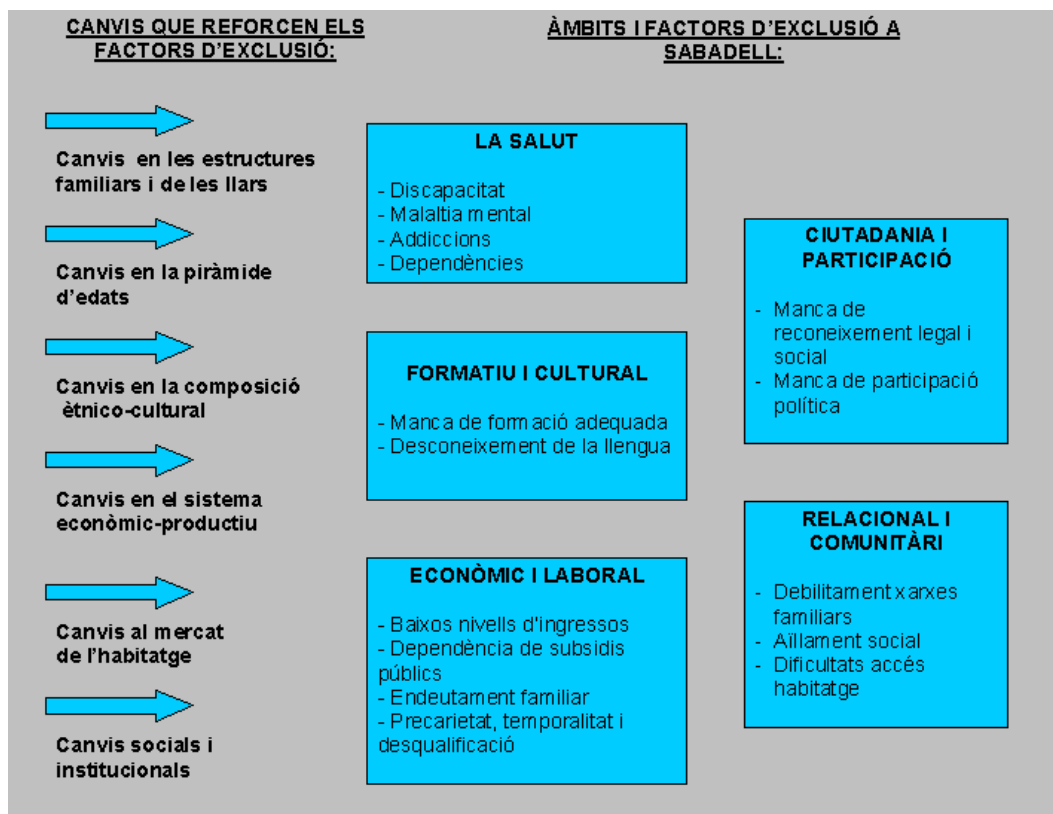 CANVIS QUE REFORCEN ELS
FACTORS D'EXCLUSIÓ:
Canvis en les estructures
familiars i de les llars
Canvis en la piràmide
d'edats
Canvis en la composició
ètnico-cultural
Canvis en el sistema
econòmic-productiu
Canvis al mercat
de l'habitatge
Canvis socials i
institucionals
ÀMBITS I FACTORS D'EXCLUSIÓ A
SABADELL:
LA SALUT
- Discapacitat
- Malaltia mental
- Addiccions
- Dependències
FORMATIU I CULTURAL
- Manca de formació adequada
- Desconeixement de la llengua
ECONÒMIC I LABORAL
- Baixos nivells d'ingressos
- Dependència de subsidis
públics
- Endeutament familiar
- Precarietat, temporalitat i
desqualificació
CIUTADANIA I
PARTICIPACIÓ
- Manca de
reconeixement legal i
social
- Manca de participació
política
RELACIONAL I
COMUNITÀRI
- Debilitament xarxes
familiars
- Aïllament social
- Dificultats accés
habitatge